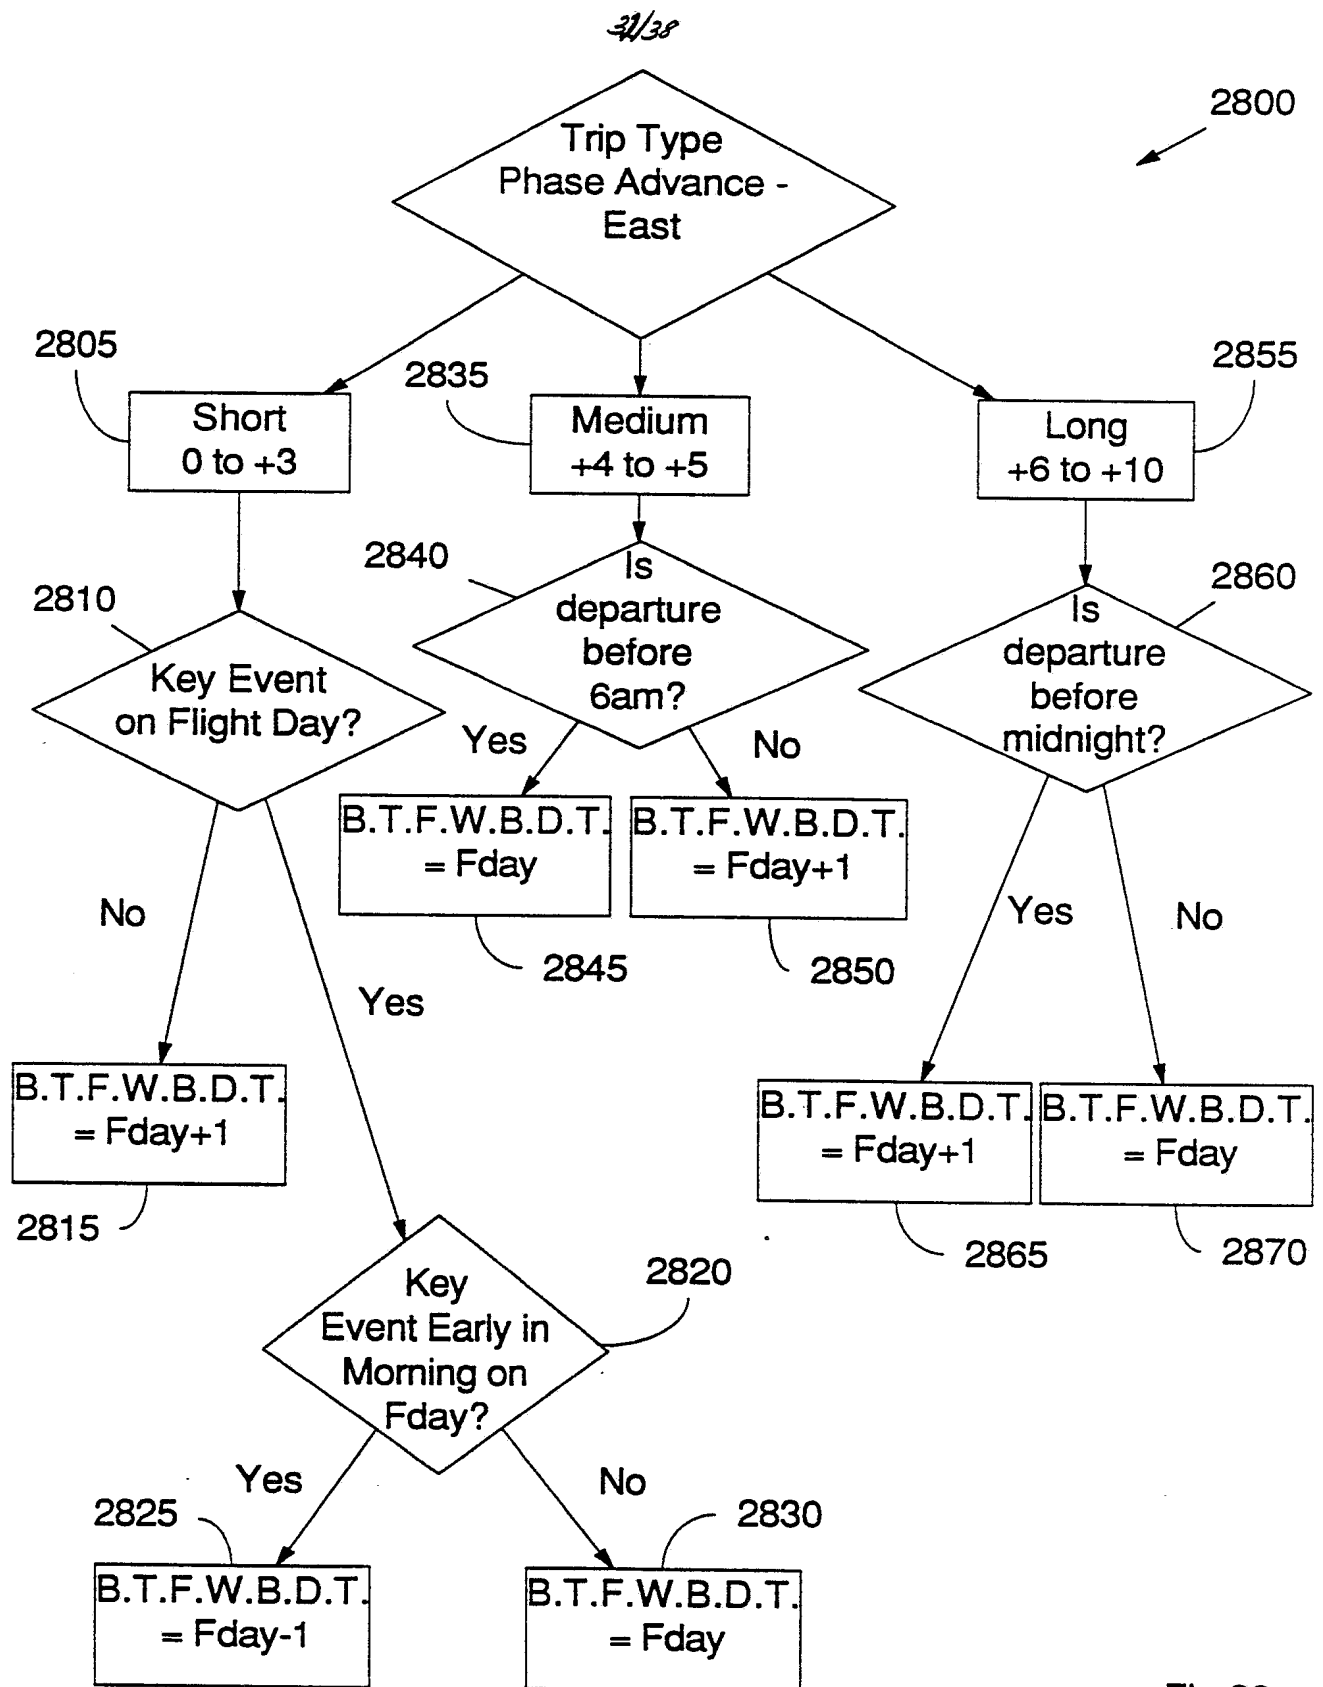 32/38
2800
Trip Type
Phase Advance -
East
2805
Short
0 to +3
2835
Medium
+4 to +5
2855
Long
+6 to +10
2810
Key Event
on Flight Day?
2840
Is
departure
before
6am?
2860
Is
departure
before
midnight?
Yes
No
B.T.F.W.B.D.T.
= Fday
2845
B.T.F.W.B.D.T.
= Fday+1
2850
No
Yes
Yes
No
B.T.F.W.B.D.T.
= Fday+1
2815
B.T.F.W.B.D.T.
= Fday+1
2865
B.T.F.W.B.D.T.
= Fday
2870
2820
Key
Event Early in
Morning on
Fday?
Yes
No
2825
B.T.F.W.B.D.T.
= Fday-1
2830
B.T.F.W.B.D.T.
= Fday